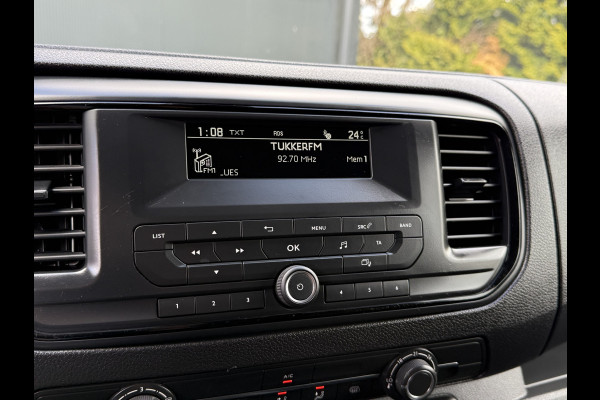 1:08 TXT RDS 24°C
TUKKERFM
92.70 MHz Mem 1
FM1 _UES
LIST MENU SRC BAND
OK TA
1 2 3 4 5 6
A/C